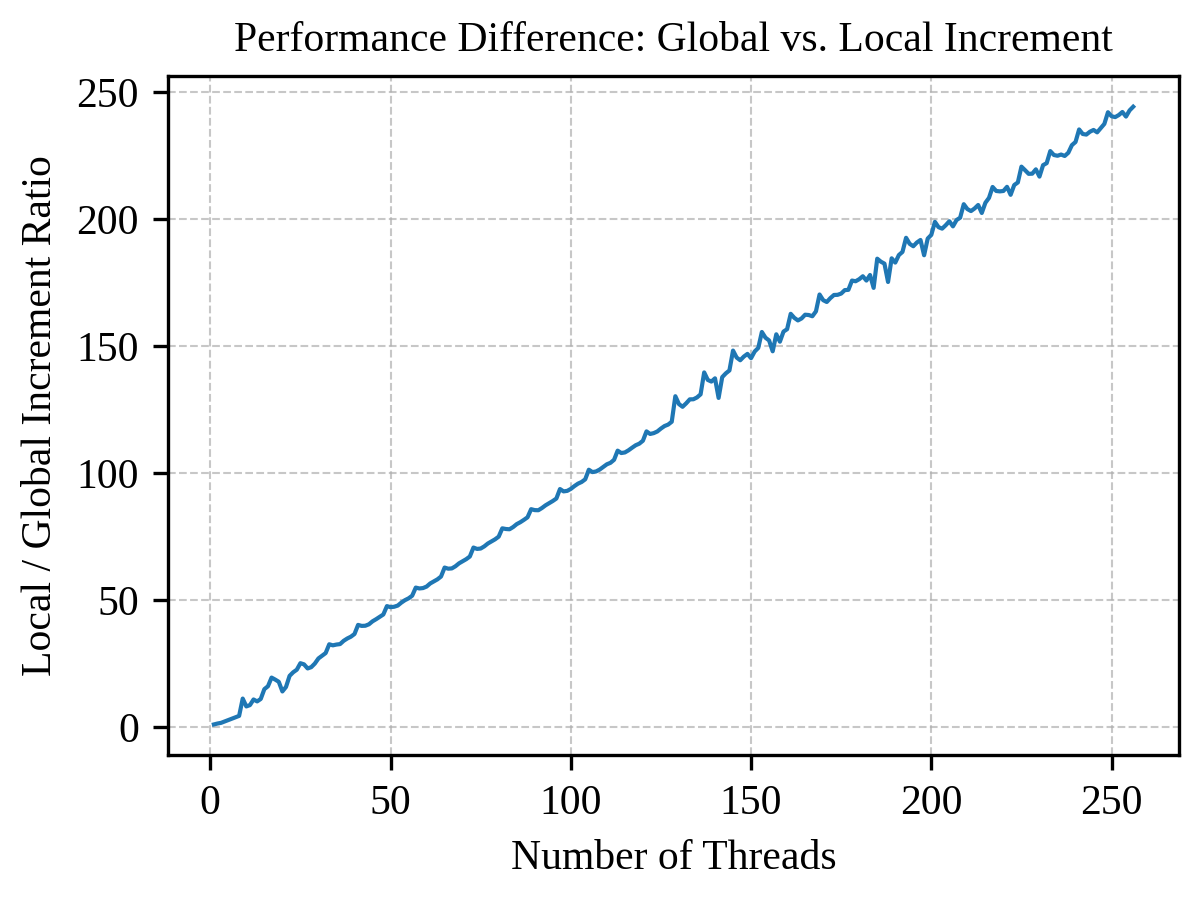 Performance Difference: Global vs. Local Increment
Local / Global Increment Ratio
250
200
150
100
50
0
0 50 100 150 200 250
Number of Threads